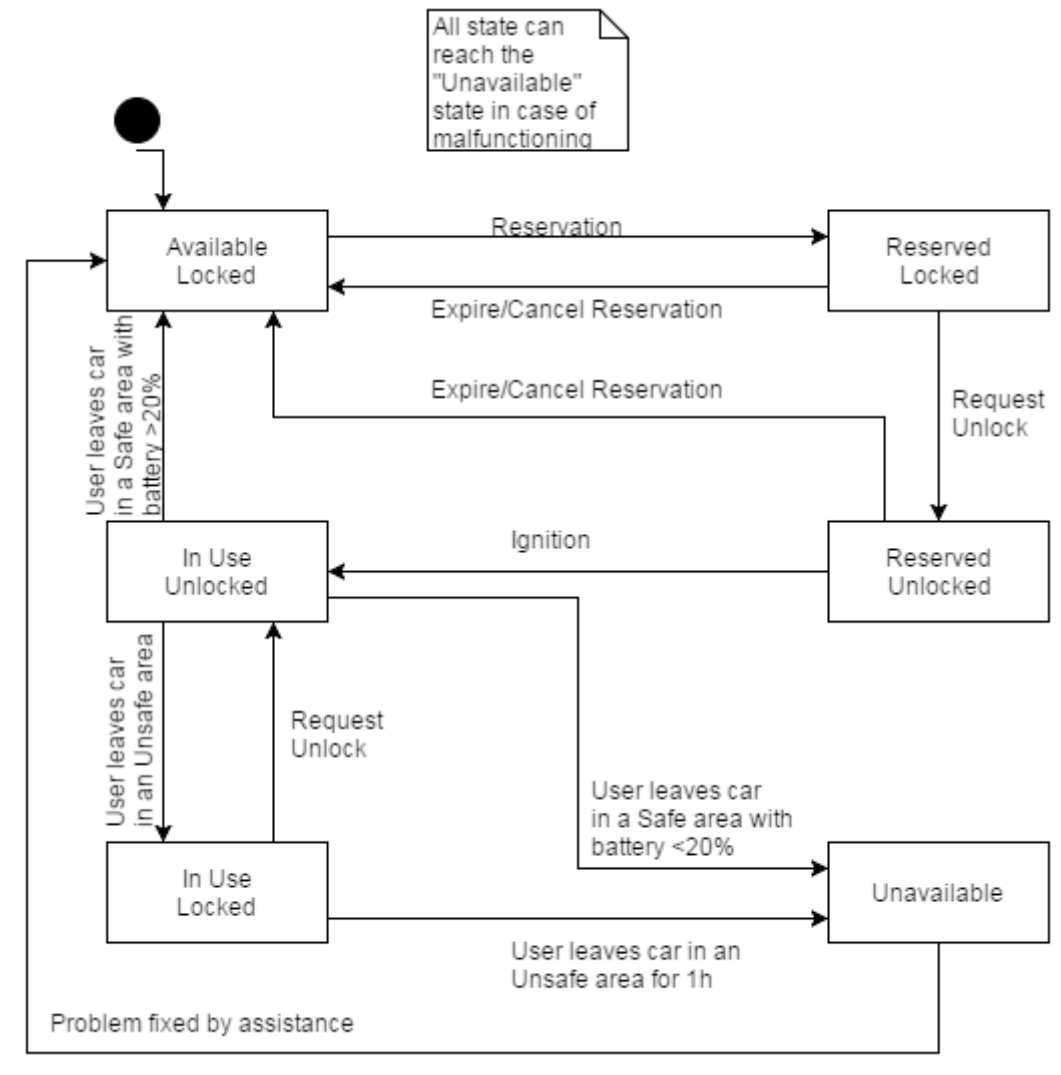 All state can
reach the
"Unavailable"
state in case of
malfunctioning
Available
Locked
Reservation
Reserved
Locked
Expire/Cancel Reservation
User leaves car
in a Safe area with
battery >20%
Expire/Cancel Reservation
Request
Unlock
In Use
Unlocked
Ignition
Reserved
Unlocked
User leaves car
in an Unsafe area
Request
Unlock
User leaves car
in a Safe area with
battery <20%
In Use
Locked
Unavailable
User leaves car in an
Unsafe area for 1h
Problem fixed by assistance